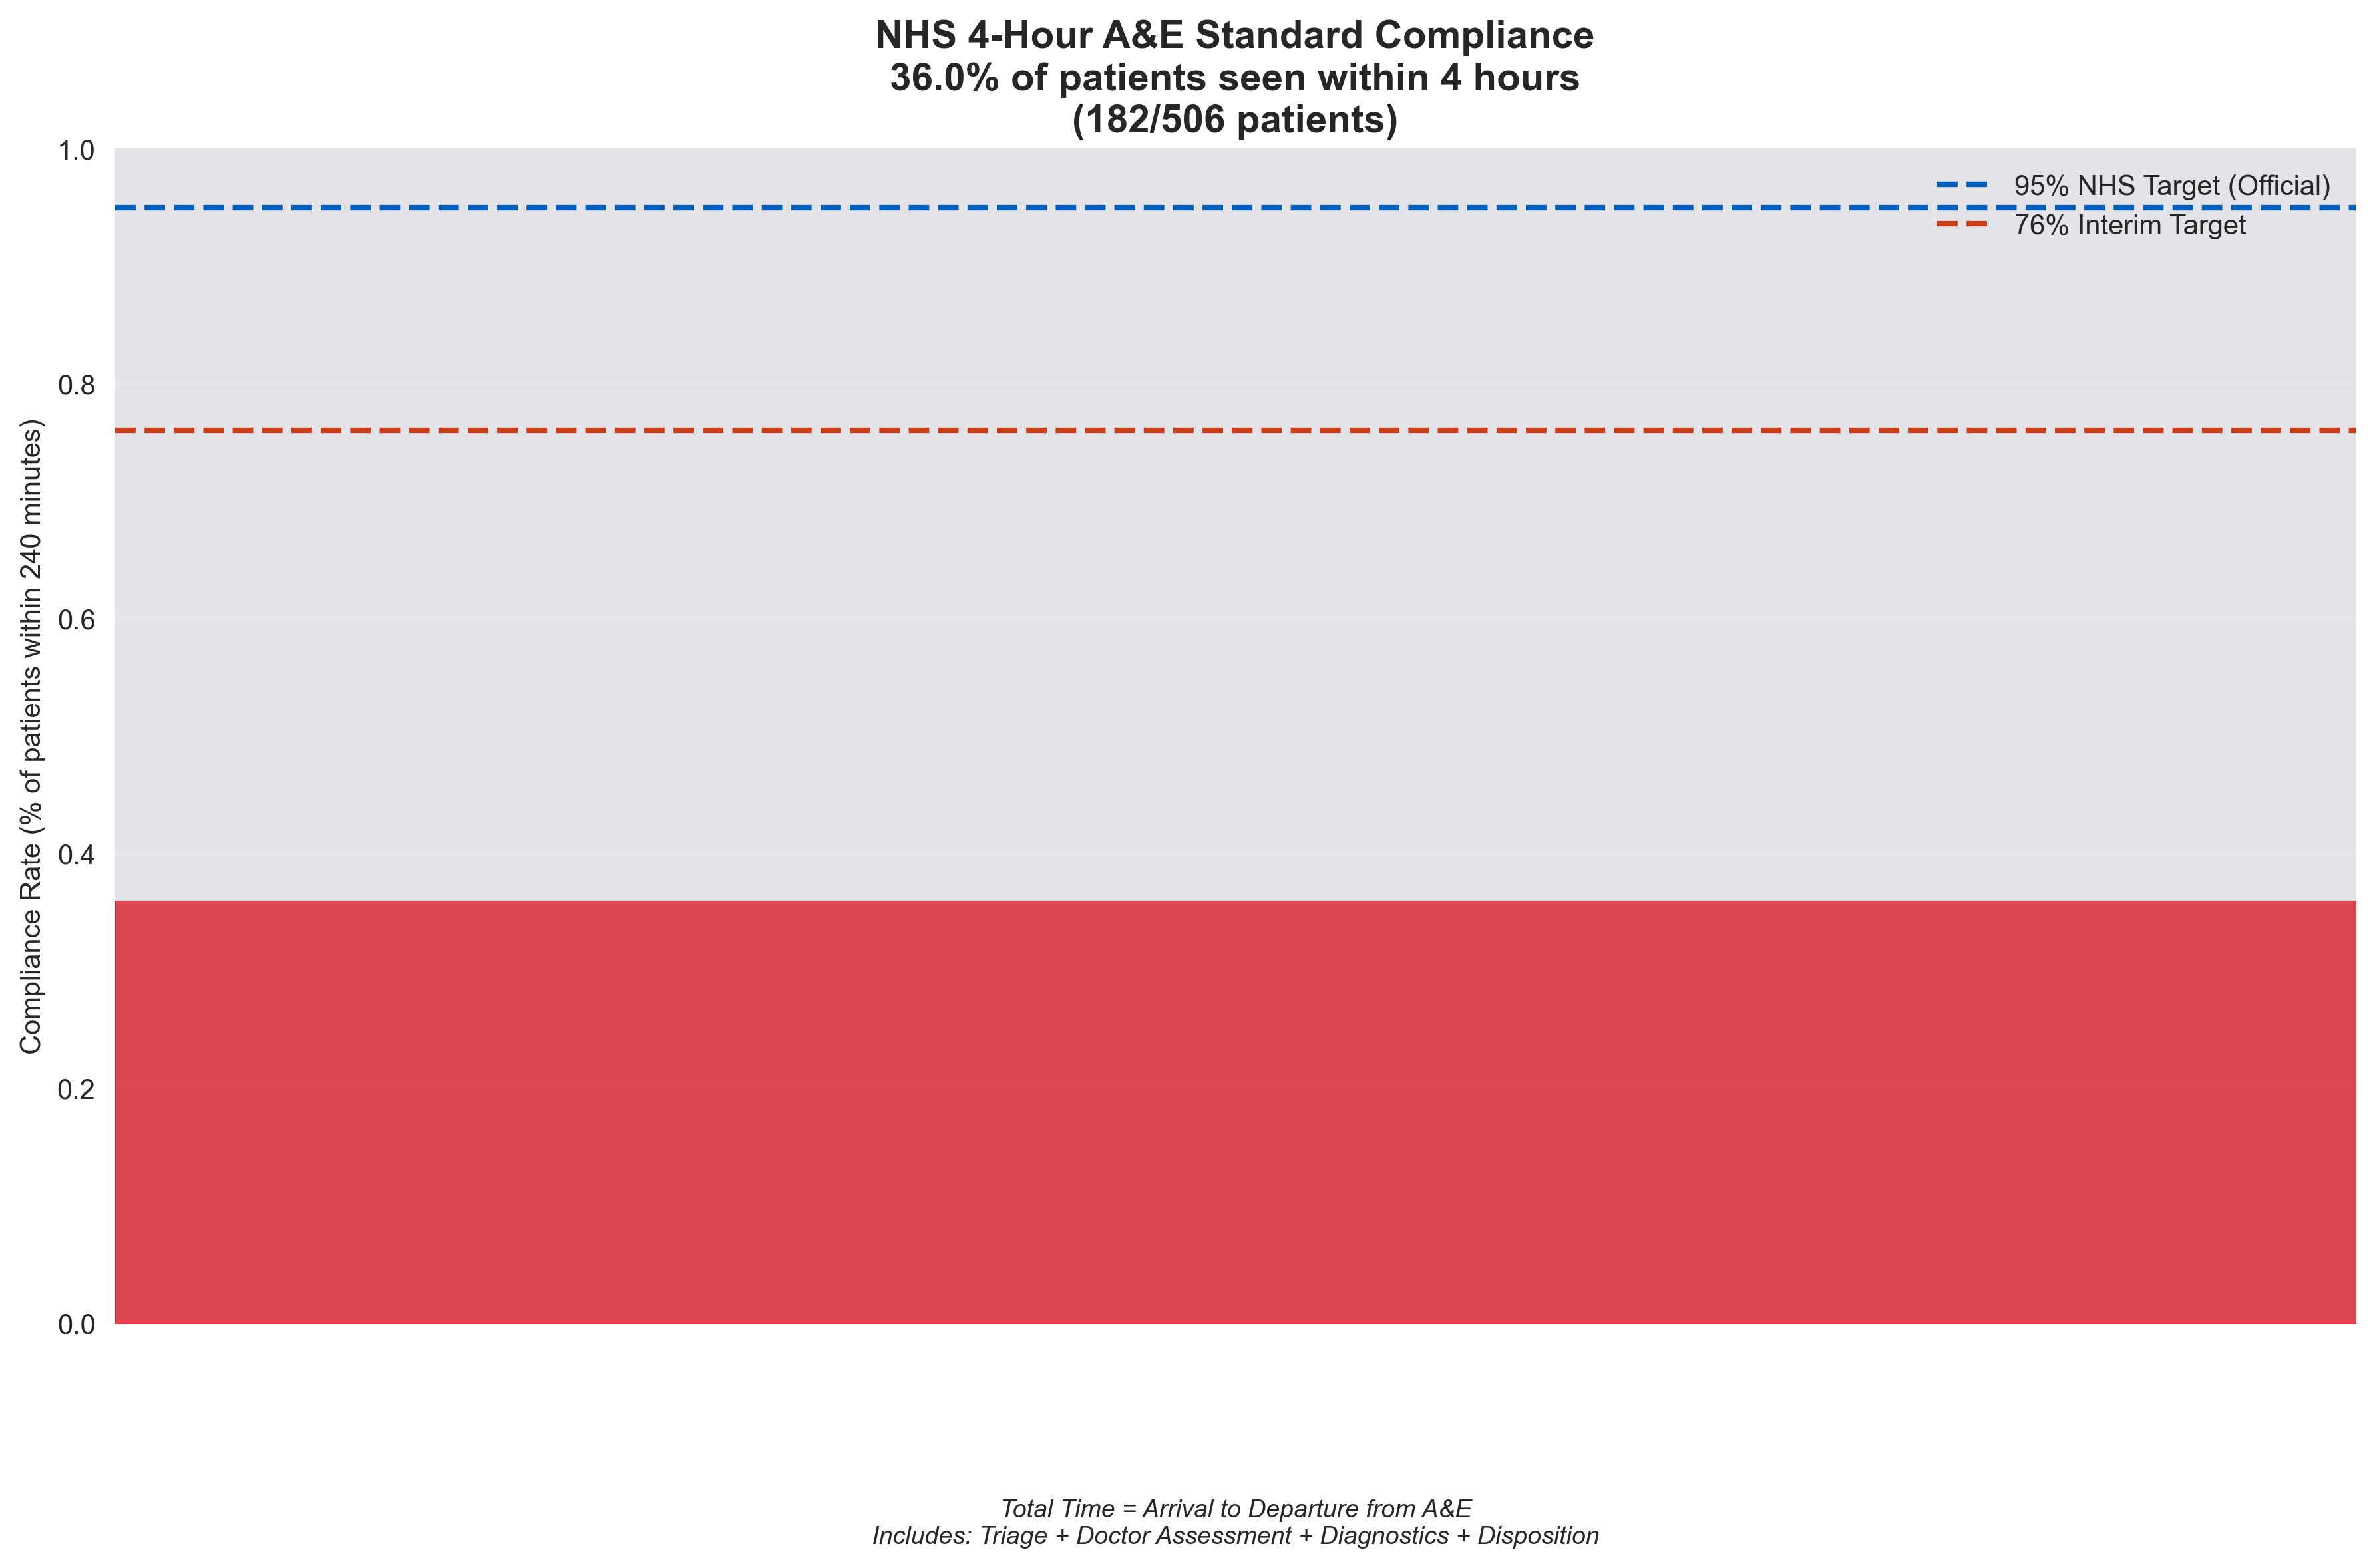 NHS 4-Hour A&E Standard Compliance
36.0% of patients seen within 4 hours
(182/506 patients)
1.0
0.8
0.6
0.4
0.2
0.0
Compliance Rate (% of patients within 240 minutes)
95% NHS Target (Official)
76% Interim Target
Total Time = Arrival to Departure from A&E
Includes: Triage + Doctor Assessment + Diagnostics + Disposition